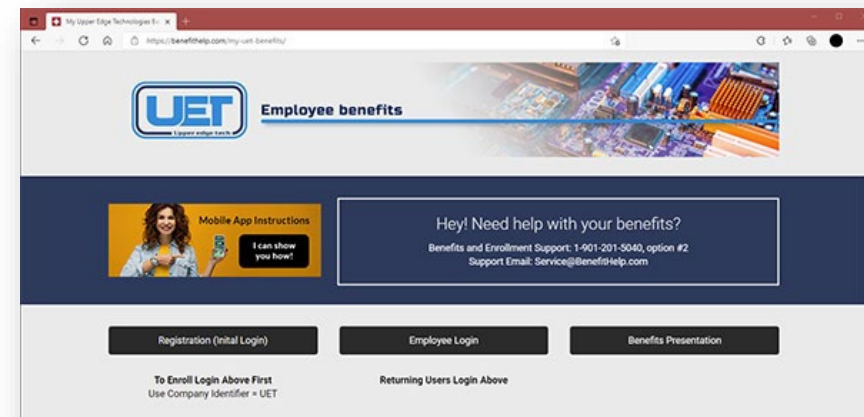 My Upper Edge Technologies E
https://benefithelp.com/my-uet-benefits/
UET
Upper edge tech
Employee benefits
Mobile App Instructions
I can show
you how!
Hey! Need help with your benefits?
Benefits and Enrollment Support: 1-901-201-5040, option #2
Support Email: Service@BenefitHelp.com
Registration (Inital Login)
Employee Login
Benefits Presentation
To Enroll Login Above First
Returning Users Login Above
Use Company Identifier = UET